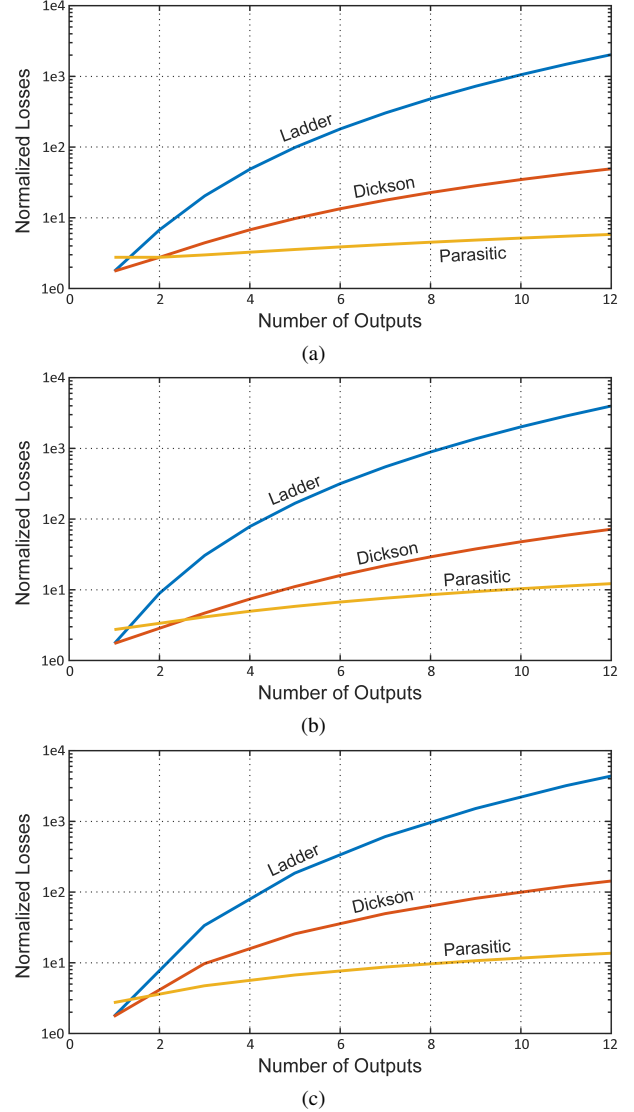 1e4
1e3
1e2
1e1
1e0
Normalized Losses
Ladder
Dickson
Parasitic
0 2 4 6 8 10 12
Number of Outputs
(a)
1e4
1e3
1e2
1e1
1e0
Normalized Losses
Ladder
Dickson
Parasitic
0 2 4 6 8 10 12
Number of Outputs
(b)
1e4
1e3
1e2
1e1
1e0
Normalized Losses
Ladder
Dickson
Parasitic
0 2 4 6 8 10 12
Number of Outputs
(c)